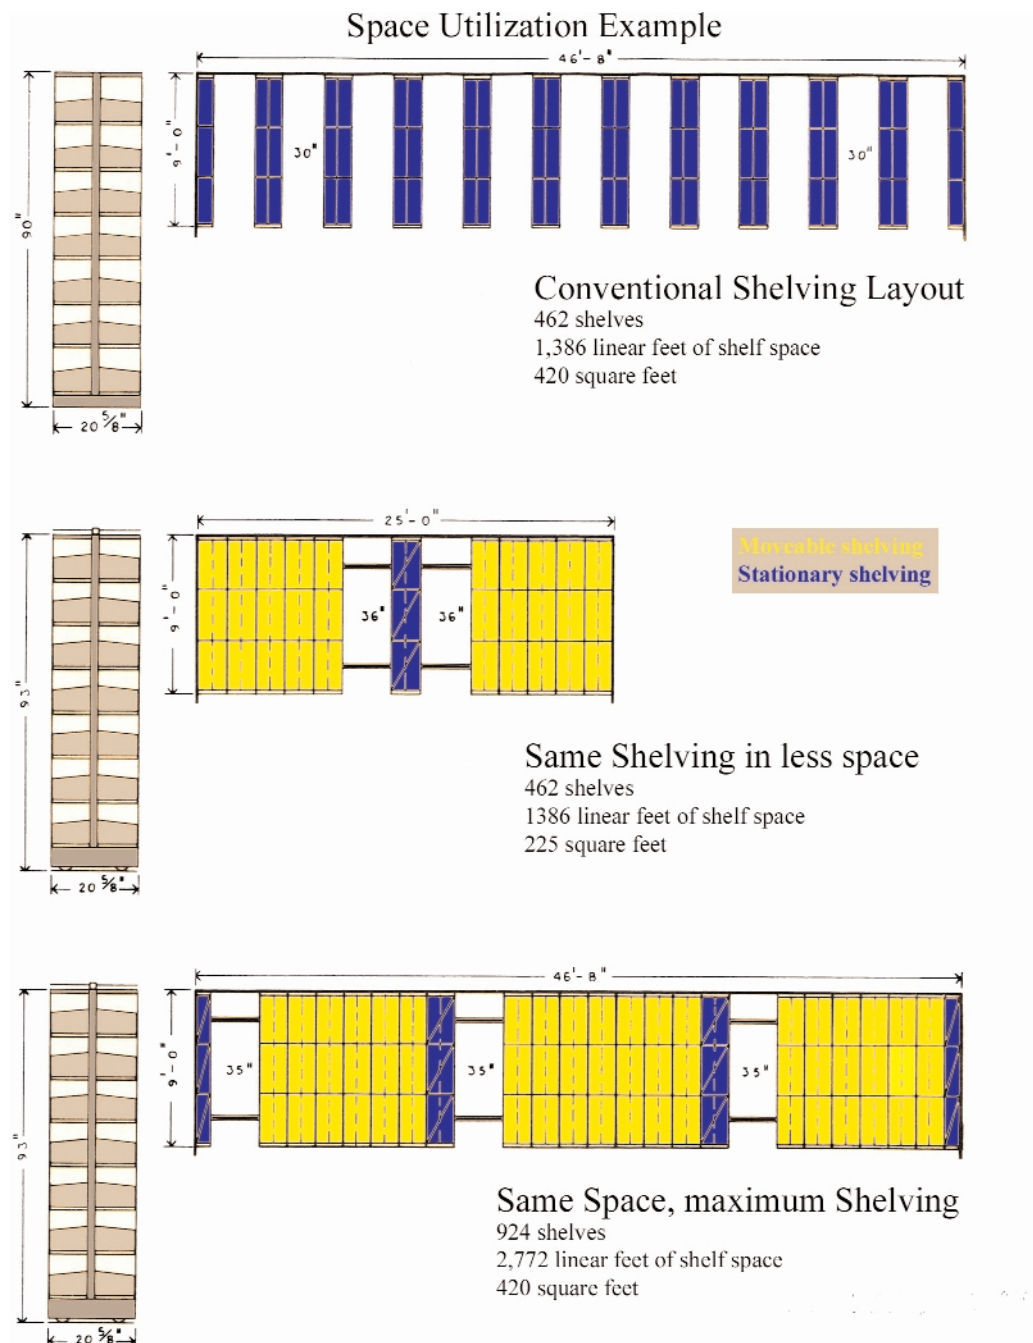 Space Utilization Example
46'-8"
90"
9'-0"
30"
30"
20 5/8"
Conventional Shelving Layout
462 shelves
1,386 linear feet of shelf space
420 square feet
25'-0"
93"
9'-0"
36"
36"
20 5/8"
Moveable shelving
Stationary shelving
Same Shelving in less space
462 shelves
1386 linear feet of shelf space
225 square feet
46'-8"
93"
9'-0"
35"
35"
35"
20 5/8"
Same Space, maximum Shelving
924 shelves
2,772 linear feet of shelf space
420 square feet